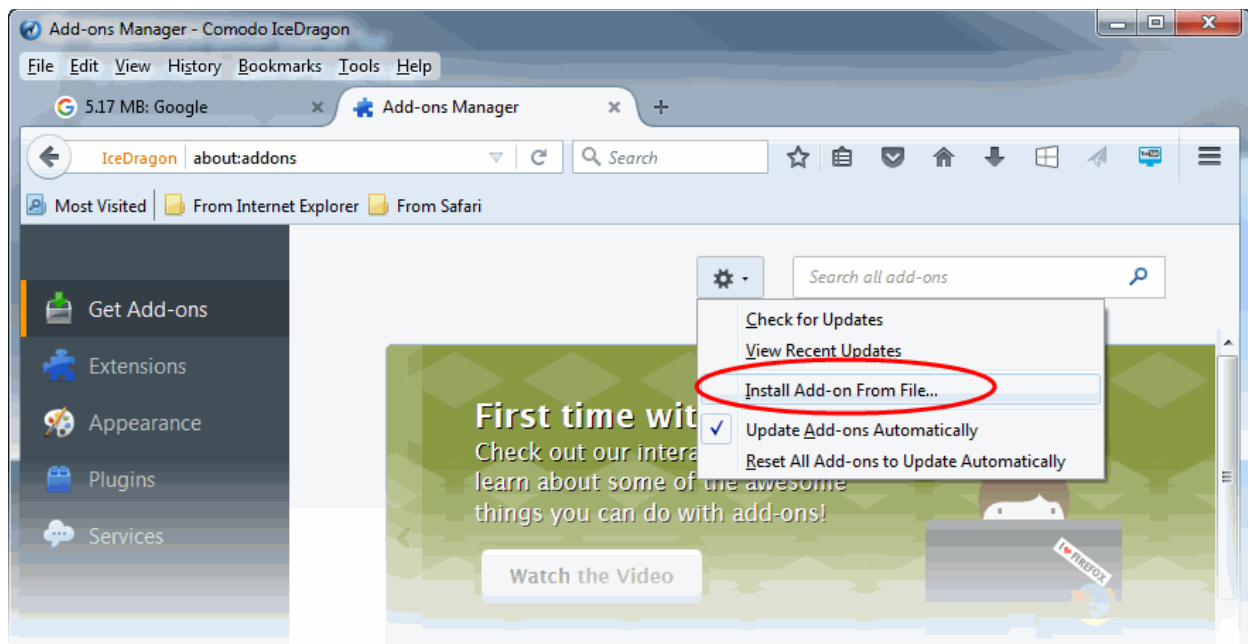 Add-ons Manager - Comodo IceDragon
File Edit View History Bookmarks Tools Help
5.17 MB: Google
Add-ons Manager
IceDragon about:addons
Search
Most Visited From Internet Explorer From Safari
Search all add-ons
Get Add-ons
Extensions
Appearance
Plugins
Services
Check for Updates
View Recent Updates
Install Add-on From File...
Update Add-ons Automatically
Reset All Add-ons to Update Automatically
First time wit
Check out our intera
learn about some of the awesome
things you can do with add-ons!
Watch the Video
I ❤ FIREFOX